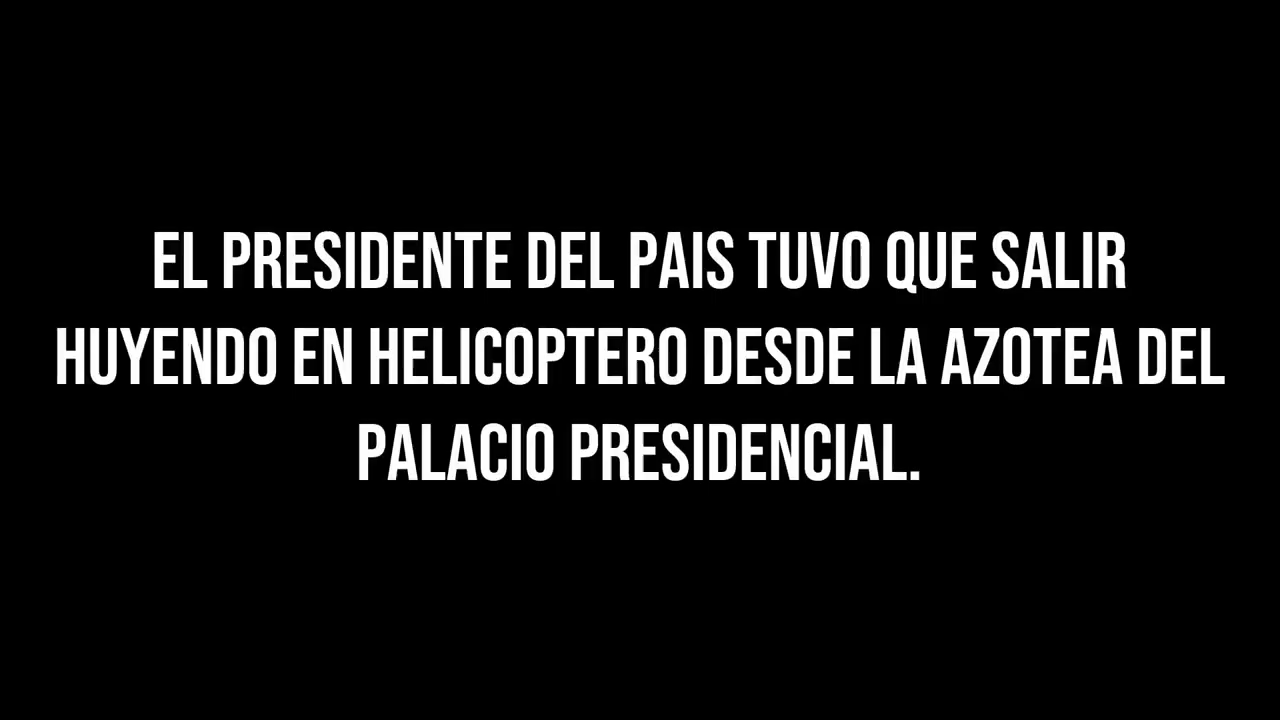 EL PRESIDENTE DEL PAIS TUVO QUE SALIR
HUYENDO EN HELICOPTERO DESDE LA AZOTEA DEL
PALACIO PRESIDENCIAL.